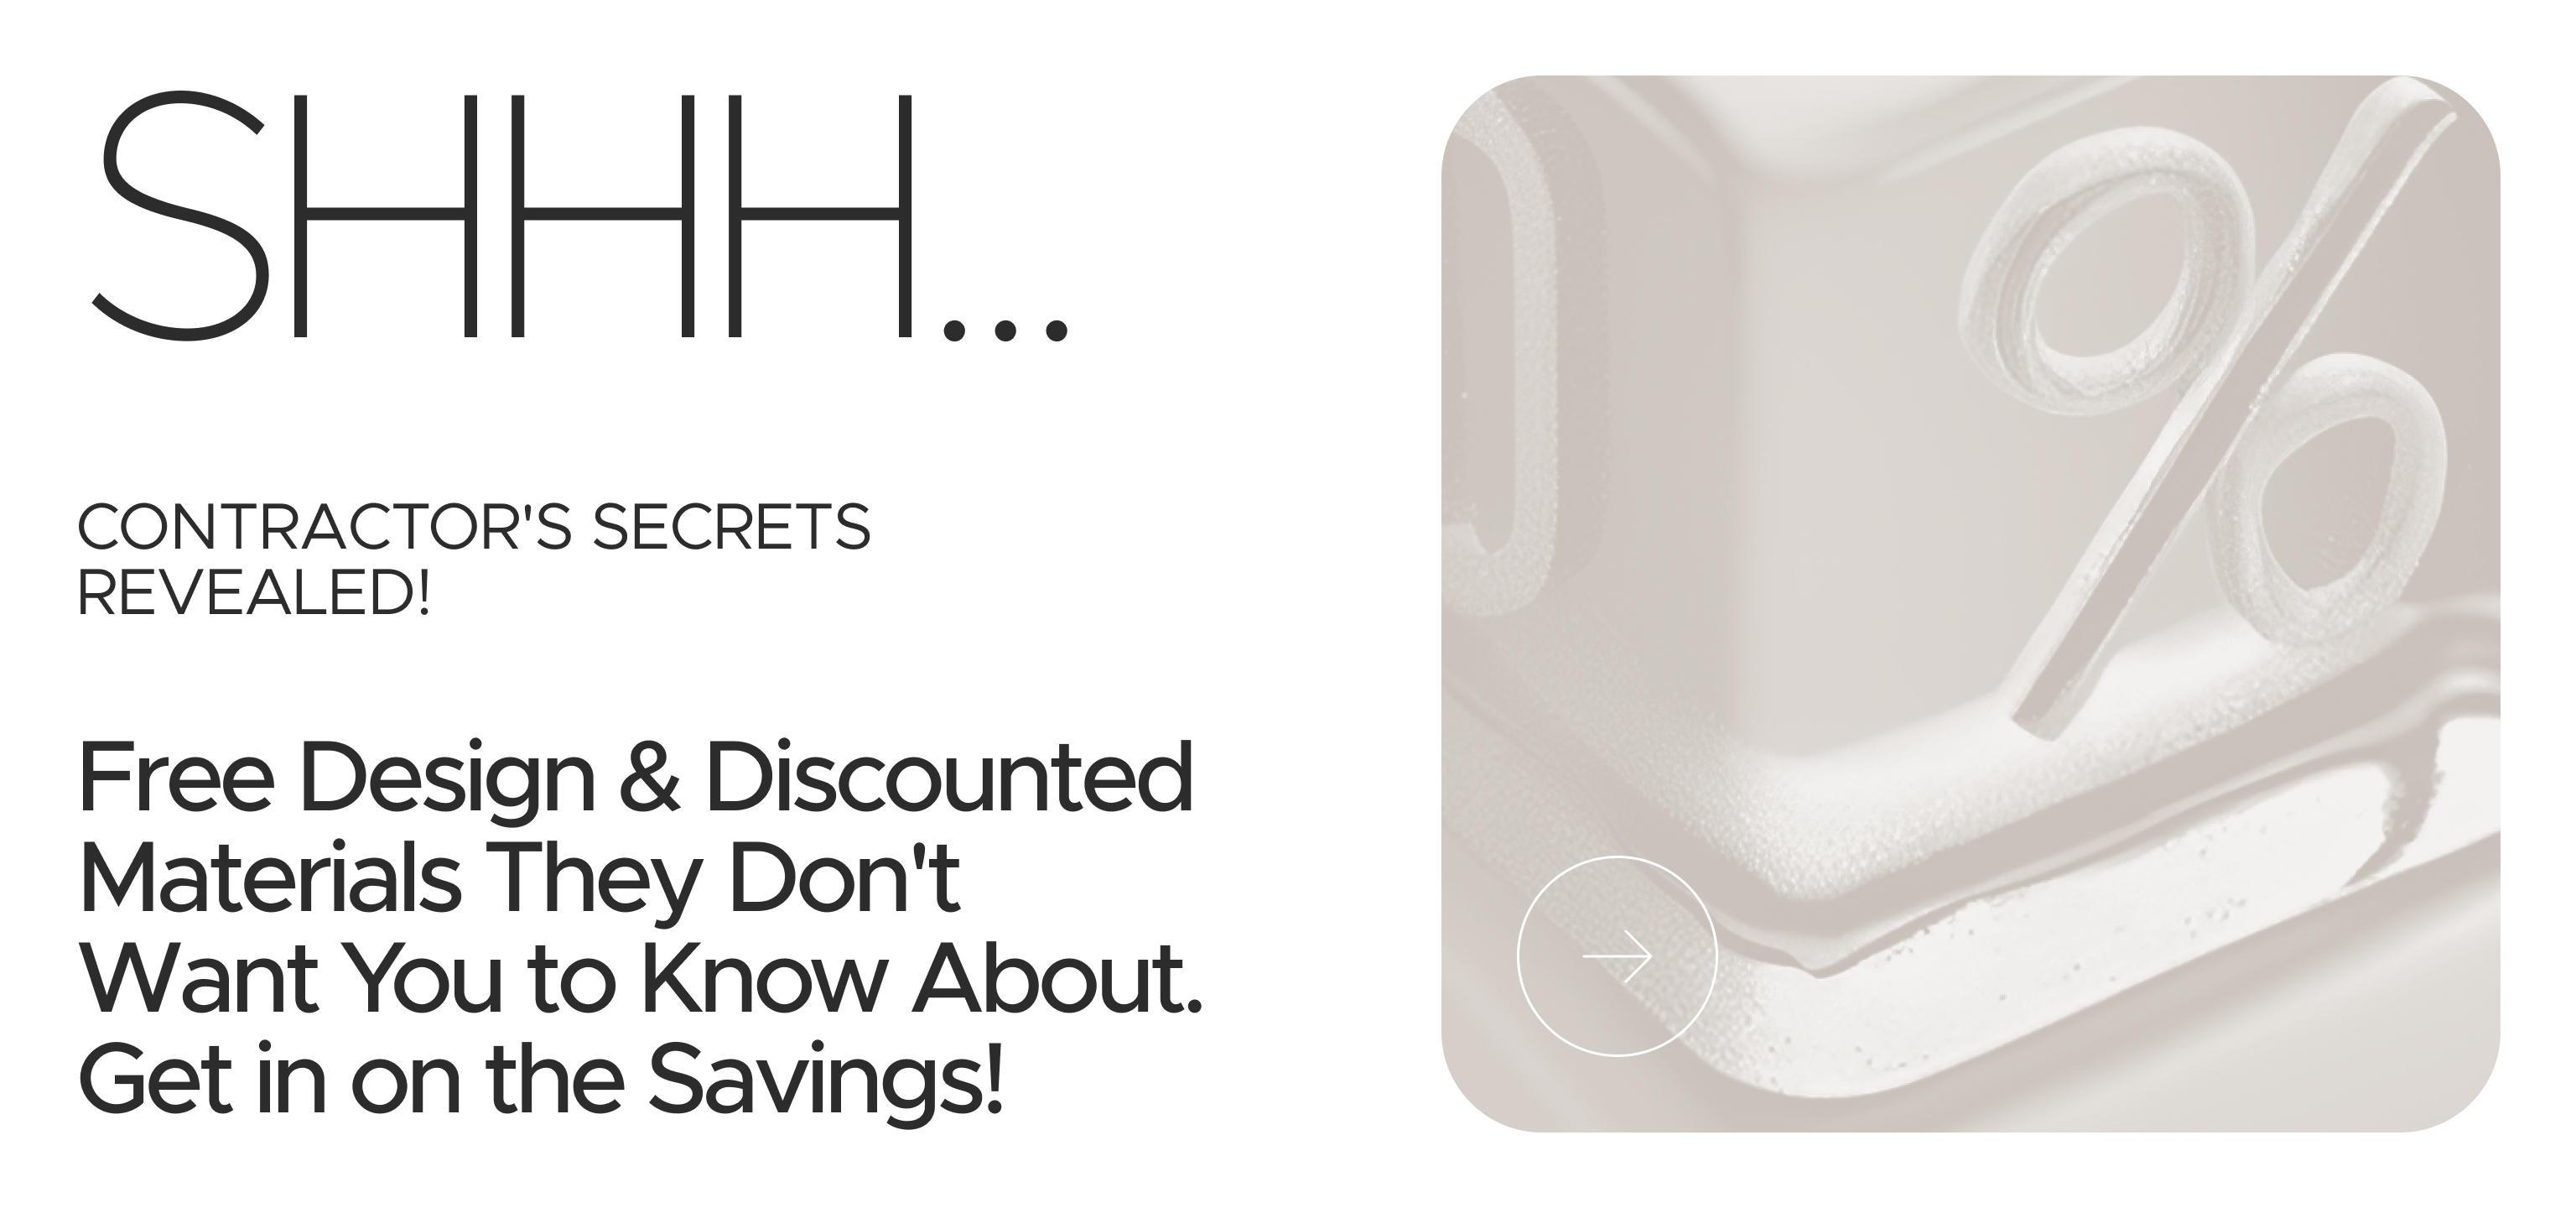 SHHH...
CONTRACTOR'S SECRETS
REVEALED!
Free Design & Discounted
Materials They Don't
Want You to Know About.
Get in on the Savings!
%